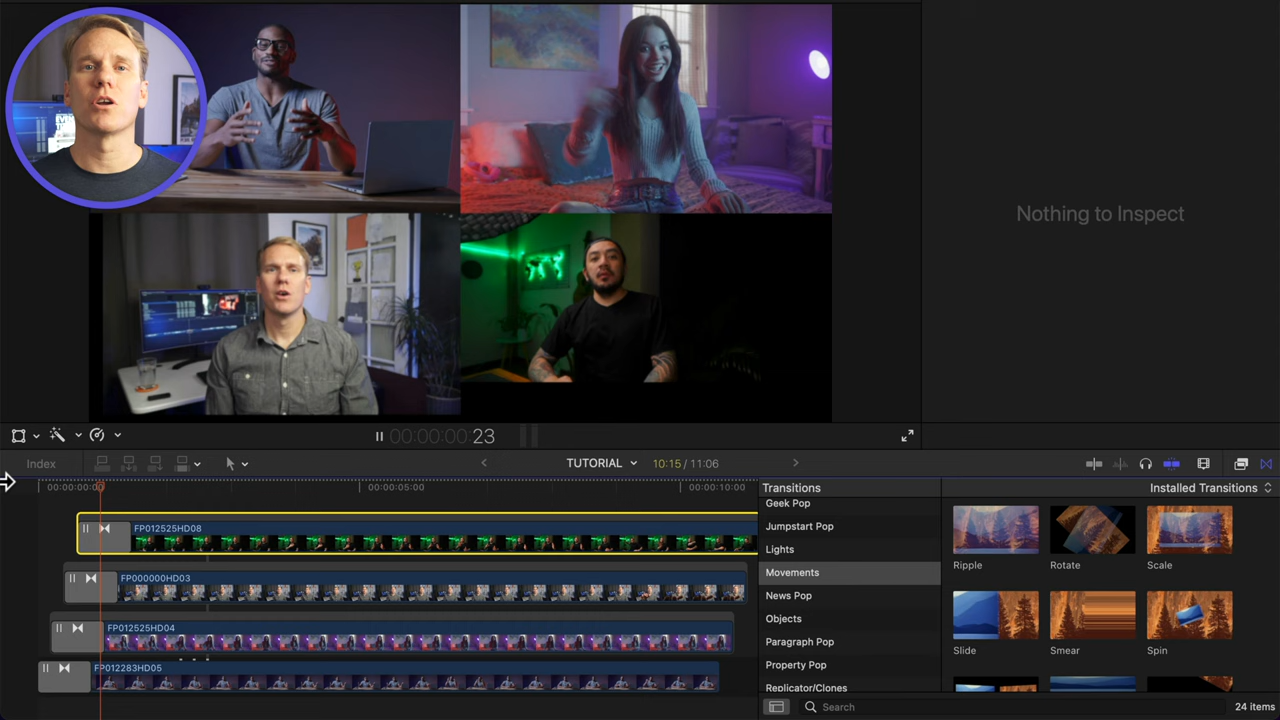 Nothing to Inspect
00:00:00:23
Index
TUTORIAL
10:15 / 11:06
00:00:00:00
00:00:05:00
00:00:10:00
Transitions
Installed Transitions
FP012525HD08
FP000000HD03
FP012525HD04
FP012283HD05
Geek Pop
Jumpstart Pop
Lights
Movements
News Pop
Objects
Paragraph Pop
Property Pop
Replicator/Clones
Ripple
Rotate
Scale
Slide
Smear
Spin
Search
24 items